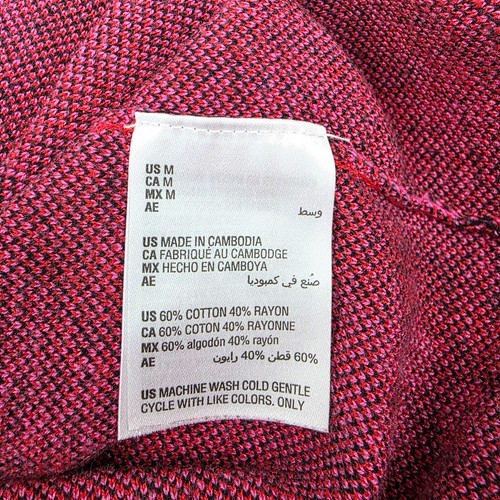 US M
CA M
MX M
AE وسط
US MADE IN CAMBODIA
CA FABRIQUÉ AU CAMBODGE
MX HECHO EN CAMBOYA
AE صُنع في كمبوديا
US 60% COTTON 40% RAYON
CA 60% COTON 40% RAYONNE
MX 60% algodón 40% rayón
AE 60% قطن 40% رايون
US MACHINE WASH COLD GENTLE
CYCLE WITH LIKE COLORS. ONLY